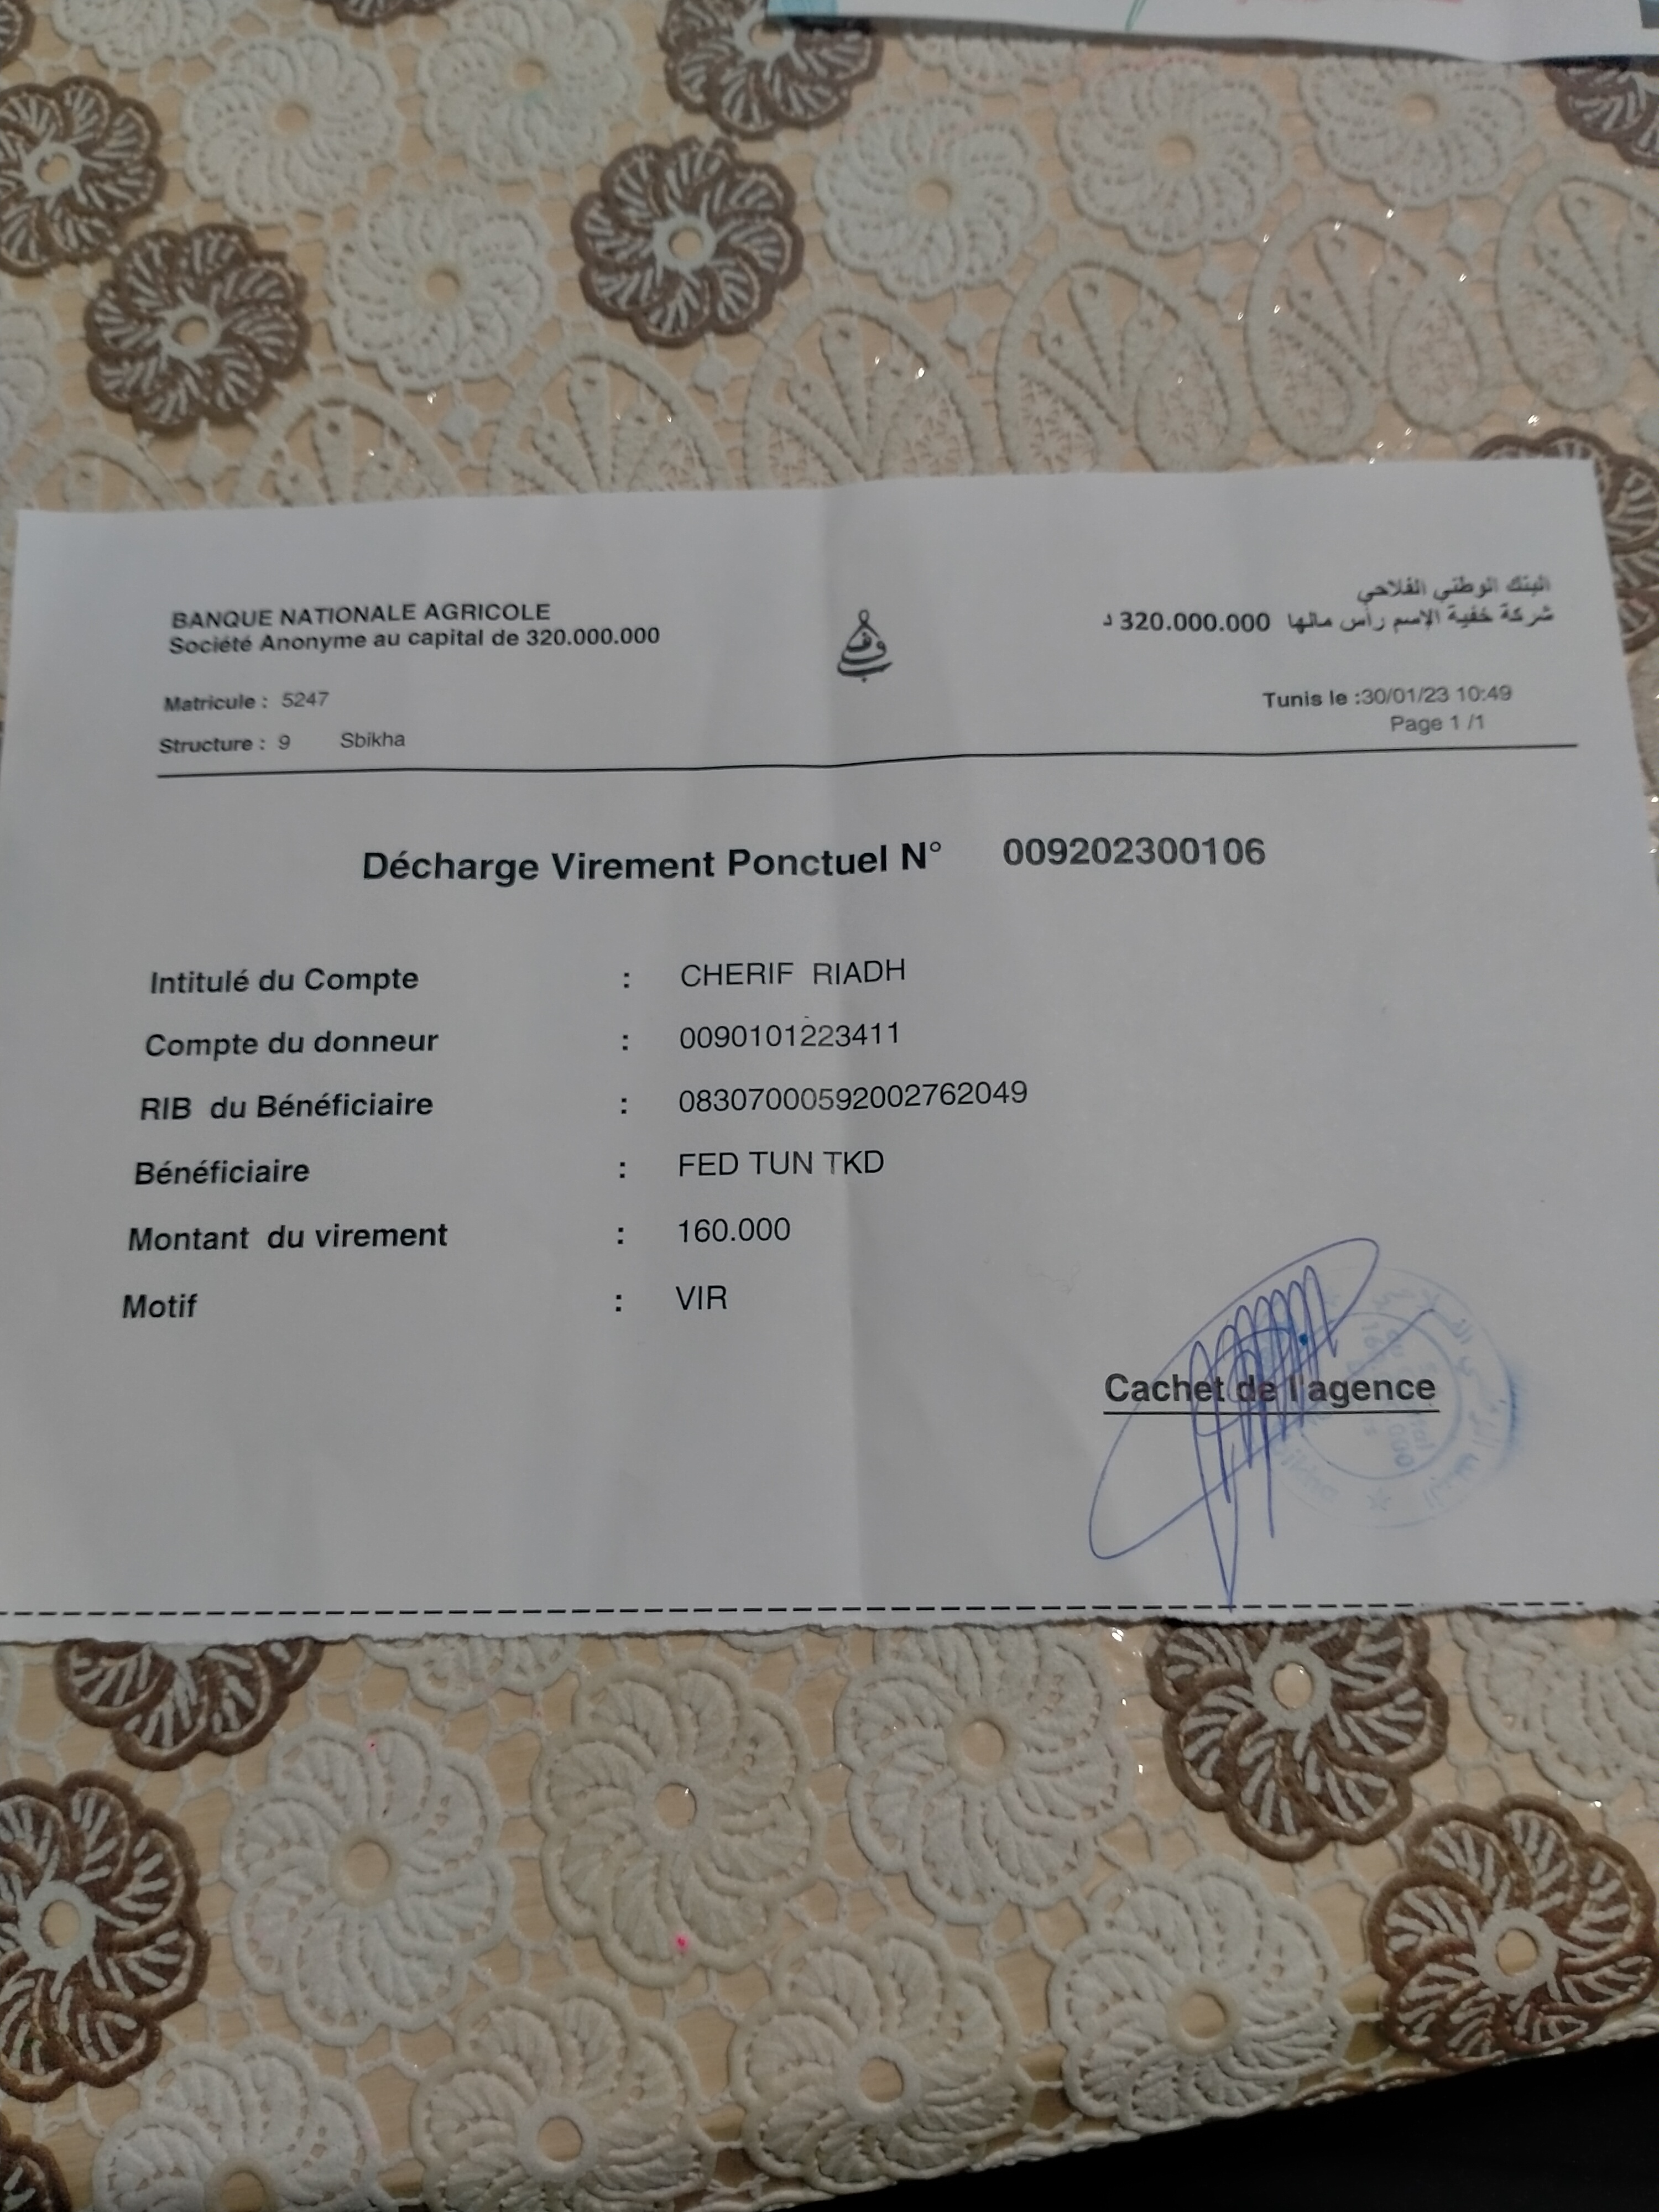 BANQUE NATIONALE AGRICOLE
Société Anonyme au capital de 320.000.000
البنك الوطني الفلاحي
شركة خفية الإسم رأس مالها 320.000.000 د
Matricule : 5247
Structure : 9 Sbikha
Tunis le :30/01/23 10:49
Page 1 /1
Décharge Virement Ponctuel N° 009202300106
Intitulé du Compte : CHERIF RIADH
Compte du donneur : 0090101223411
RIB du Bénéficiaire : 08307000592002762049
Bénéficiaire : FED TUN TKD
Montant du virement : 160.000
Motif : VIR
Cachet de l'agence